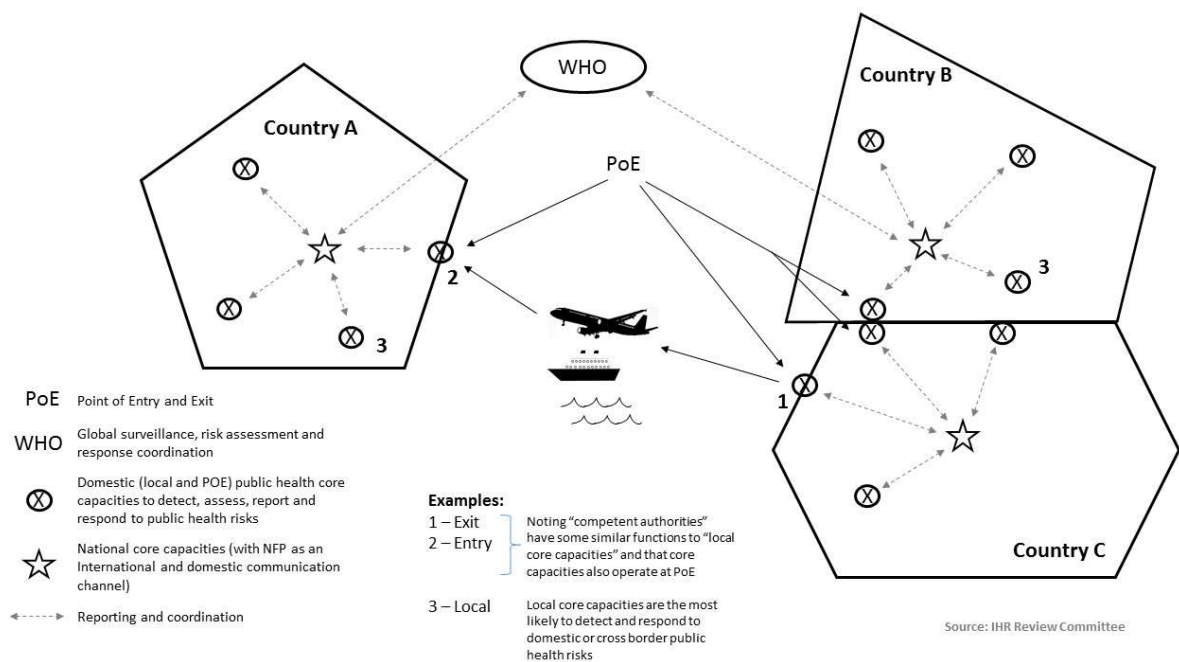 WHO
Country B
Country A
PoE
X
X
X
X
2
X
3
X
3
X
X
X
X
1
X
X
Country C
PoE Point of Entry and Exit
WHO Global surveillance, risk assessment and
response coordination
X Domestic (local and POE) public health core
capacities to detect, assess, report and
respond to public health risks
National core capacities (with NFP as an
International and domestic communication
channel)
Reporting and coordination
Examples:
1 – Exit
2 – Entry
Noting “competent authorities”
have some similar functions to “local
core capacities” and that core
capacities also operate at PoE
3 – Local
Local core capacities are the most
likely to detect and respond to
domestic or cross border public
health risks
Source: IHR Review Committee